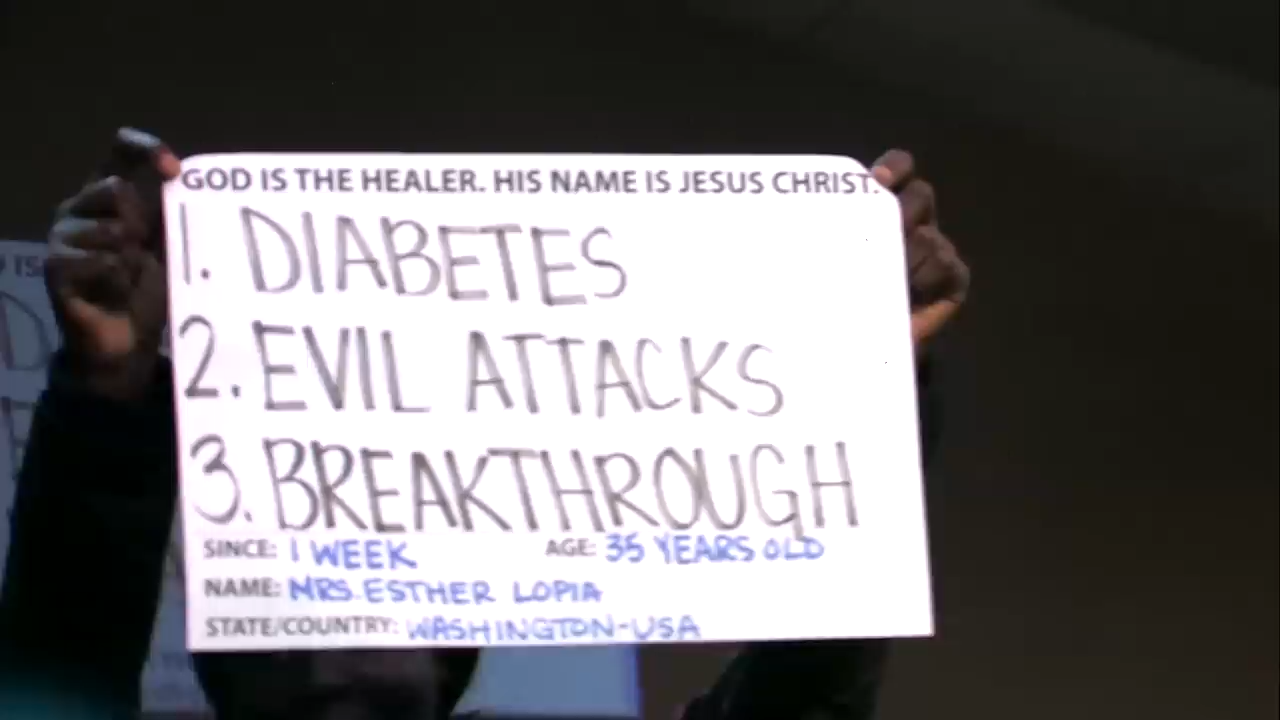 GOD IS THE HEALER. HIS NAME IS JESUS CHRIST.
1. DIABETES
2. EVIL ATTACKS
3. BREAKTHROUGH
SINCE: 1 WEEK AGE: 35 YEARS OLD
NAME: MRS. ESTHER LOPIA
STATE/COUNTRY: WASHINGTON-USA
IS